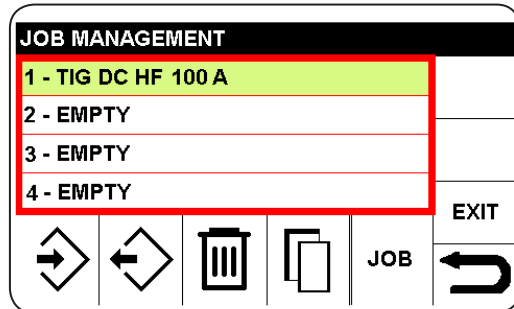 JOB MANAGEMENT
1 - TIG DC HF 100 A
2 - EMPTY
3 - EMPTY
4 - EMPTY
EXIT
JOB